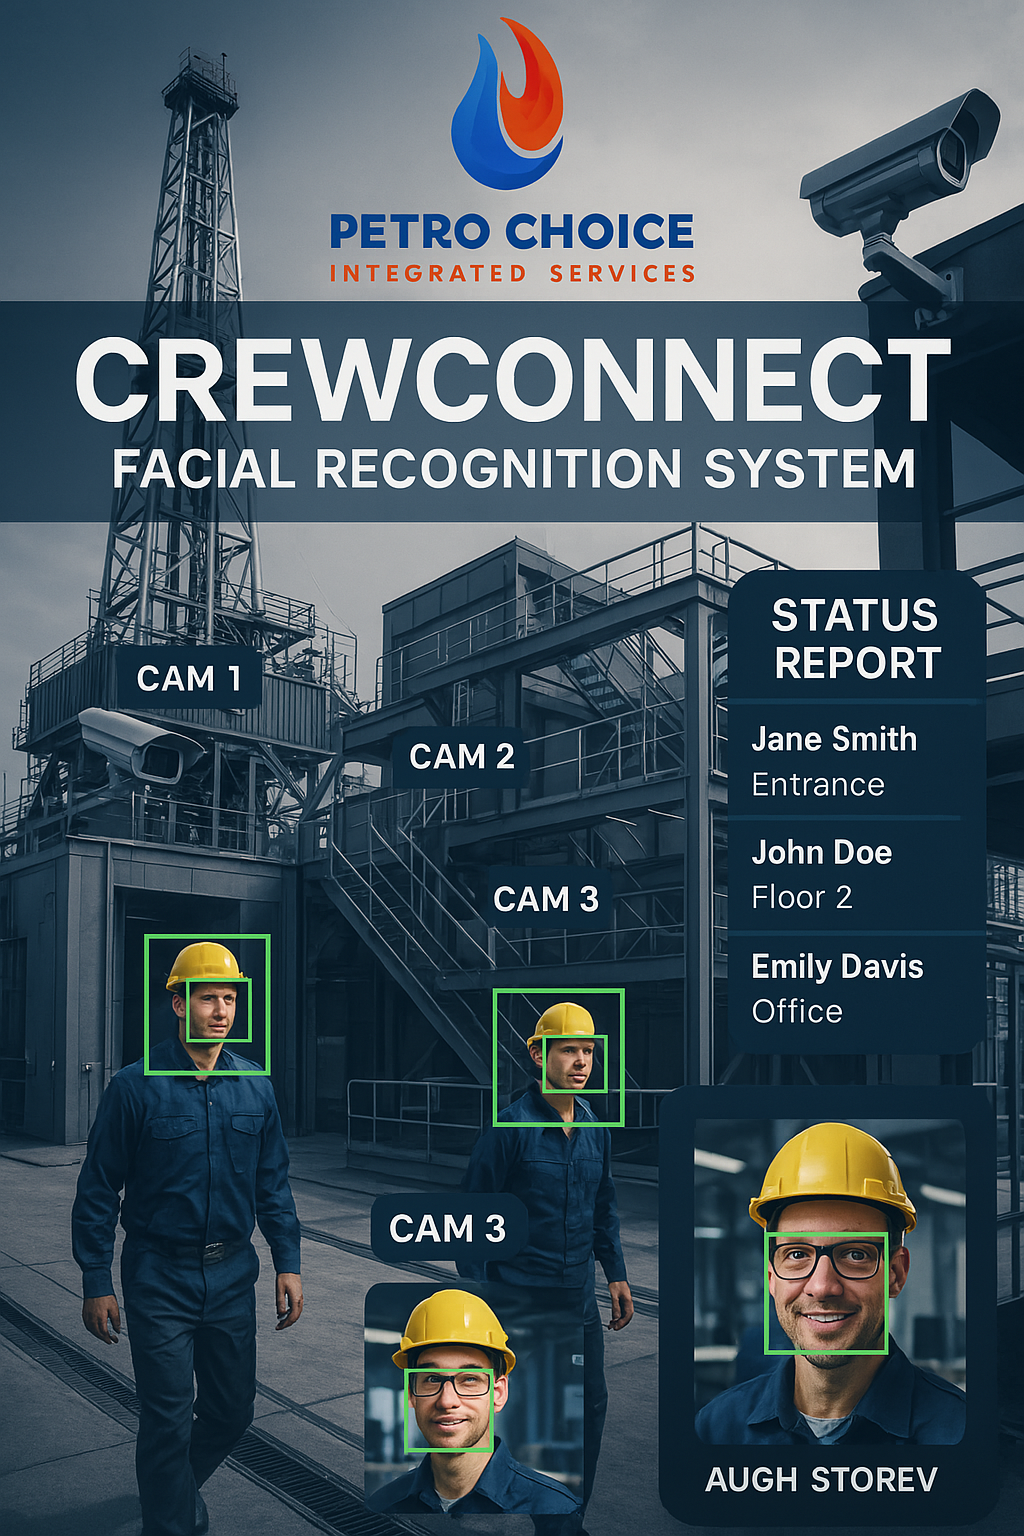 PETRO CHOICE
INTEGRATED SERVICES
CREWCONNECT
FACIAL RECOGNITION SYSTEM
CAM 1
CAM 2
CAM 3
STATUS
REPORT
Jane Smith
Entrance
John Doe
Floor 2
Emily Davis
Office
CAM 3
AUGH STOREV